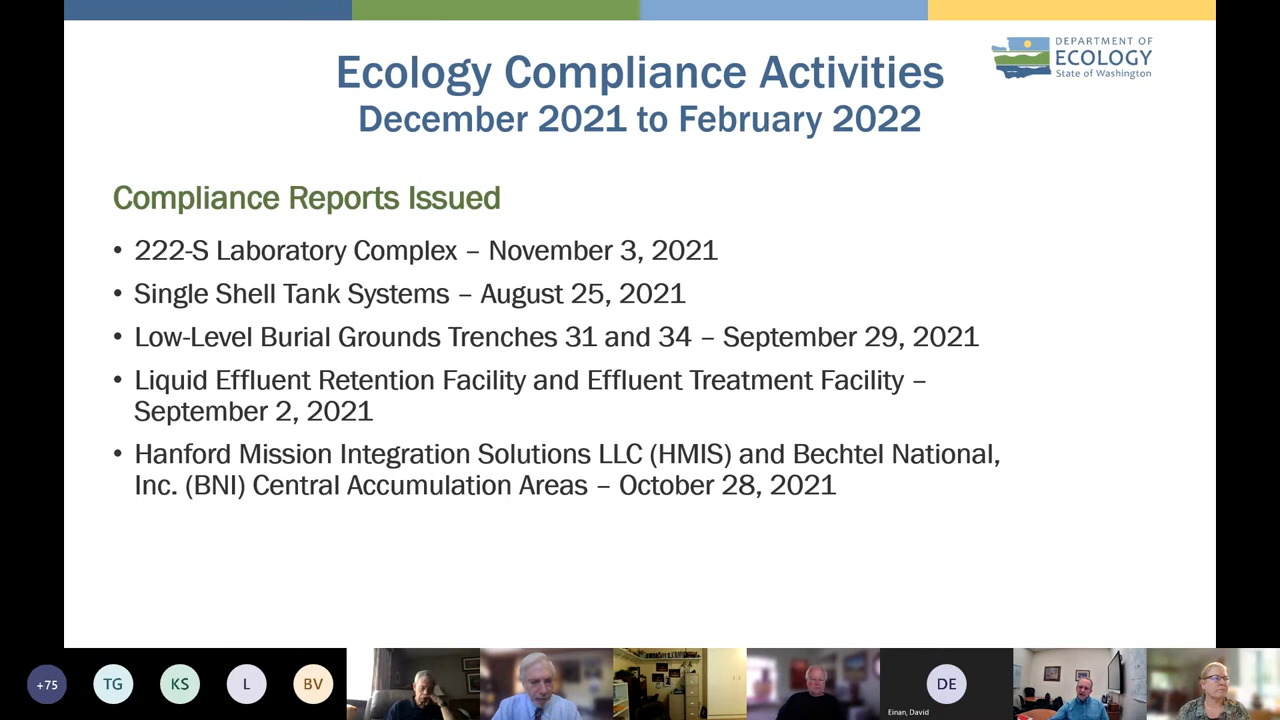 DEPARTMENT OF
ECOLOGY
State of Washington
Ecology Compliance Activities
December 2021 to February 2022
Compliance Reports Issued
• 222-S Laboratory Complex – November 3, 2021
• Single Shell Tank Systems – August 25, 2021
• Low-Level Burial Grounds Trenches 31 and 34 – September 29, 2021
• Liquid Effluent Retention Facility and Effluent Treatment Facility –
September 2, 2021
• Hanford Mission Integration Solutions LLC (HMIS) and Bechtel National,
Inc. (BNI) Central Accumulation Areas – October 28, 2021
+75
TG
KS
L
BV
DE
Einan, David